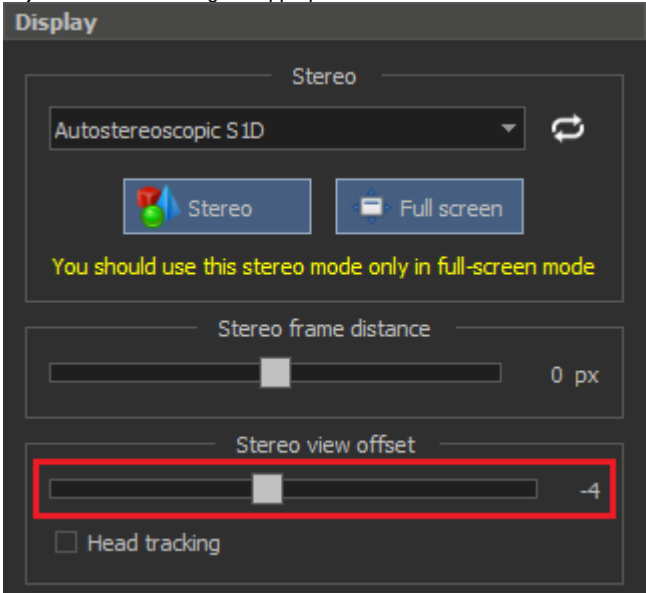 Display
Stereo
Autostereoscopic S1D
Stereo
Full screen
You should use this stereo mode only in full-screen mode
Stereo frame distance
0 px
Stereo view offset
-4
Head tracking